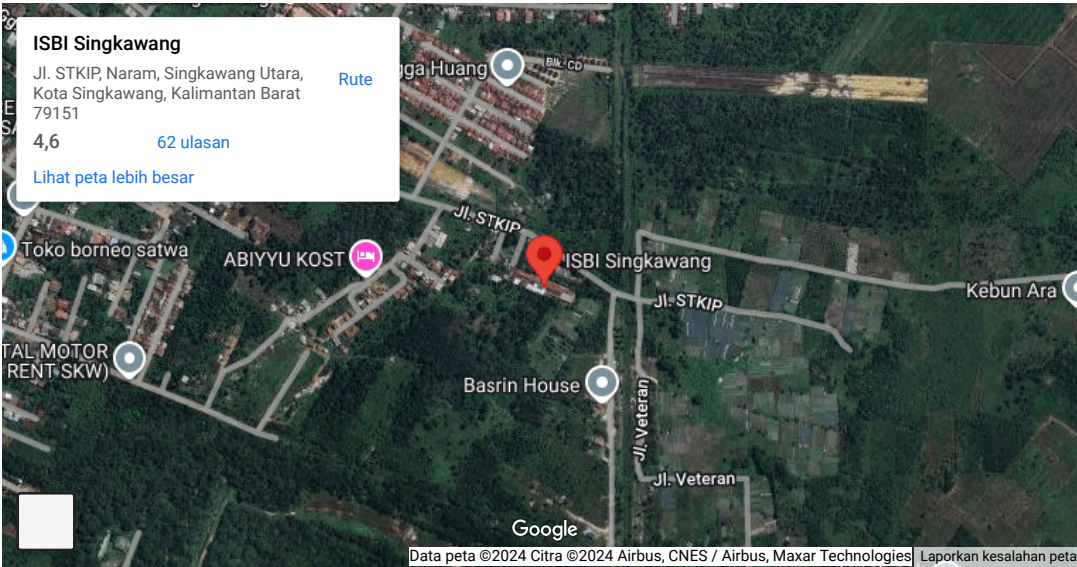 ISBI Singkawang
Jl. STKIP, Naram, Singkawang Utara,
Kota Singkawang, Kalimantan Barat
79151
Rute
4,6
62 ulasan
Lihat peta lebih besar
gga Huang
Blk. CD
Jl. STKIP
Toko borneo satwa
ABIYYU KOST
ISBI Singkawang
Kebun Ara
Jl. STKIP
TAL MOTOR
RENT SKW)
Basrin House
Jl. Veteran
Jl. Veteran
Google
Data peta ©2024 Citra ©2024 Airbus, CNES / Airbus, Maxar Technologies
Laporkan kesalahan peta